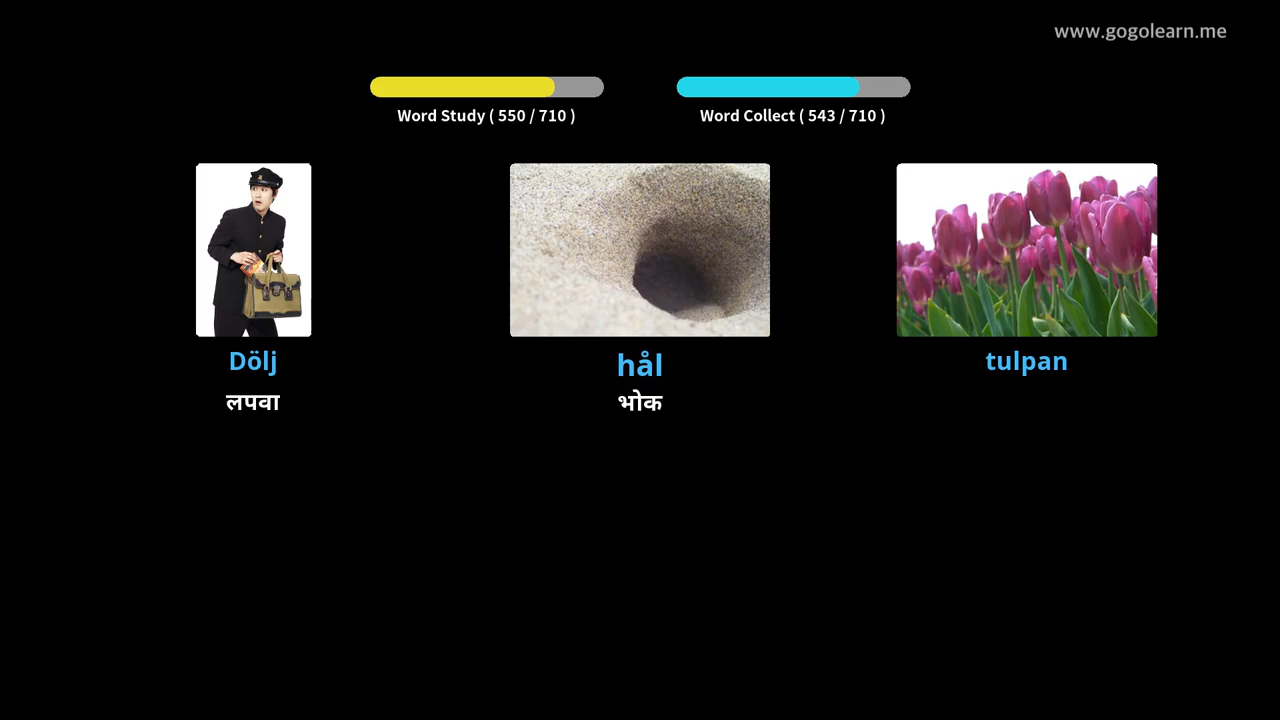 www.gogolearn.me
Word Study ( 550 / 710 )
Word Collect ( 543 / 710 )
Dölj
hål
tulpan
लपवा
भोक